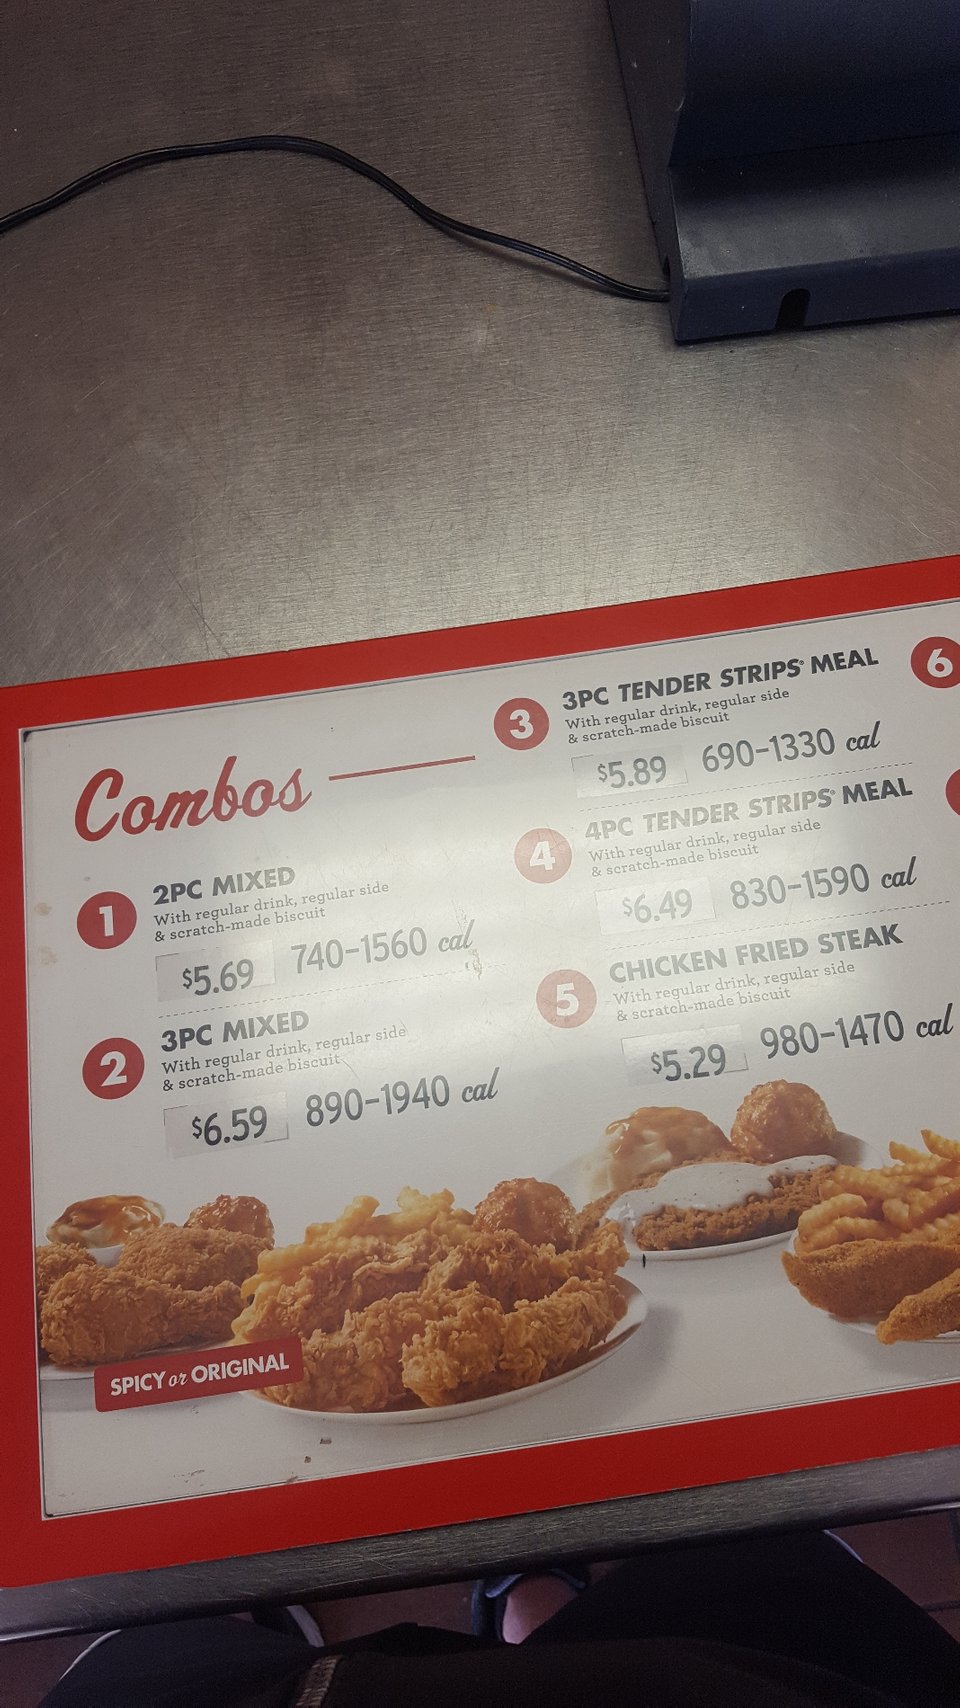 Combos
1
2PC MIXED
With regular drink, regular side
& scratch-made biscuit
$5.69 740-1560 cal
2
3PC MIXED
With regular drink, regular side
& scratch-made biscuit
$6.59 890-1940 cal
3
3PC TENDER STRIPS® MEAL
With regular drink, regular side
& scratch-made biscuit
$5.89 690-1330 cal
4
4PC TENDER STRIPS® MEAL
With regular drink, regular side
& scratch-made biscuit
$6.49 830-1590 cal
5
CHICKEN FRIED STEAK
With regular drink, regular side
& scratch-made biscuit
$5.29 980-1470 cal
6
SPICY or ORIGINAL